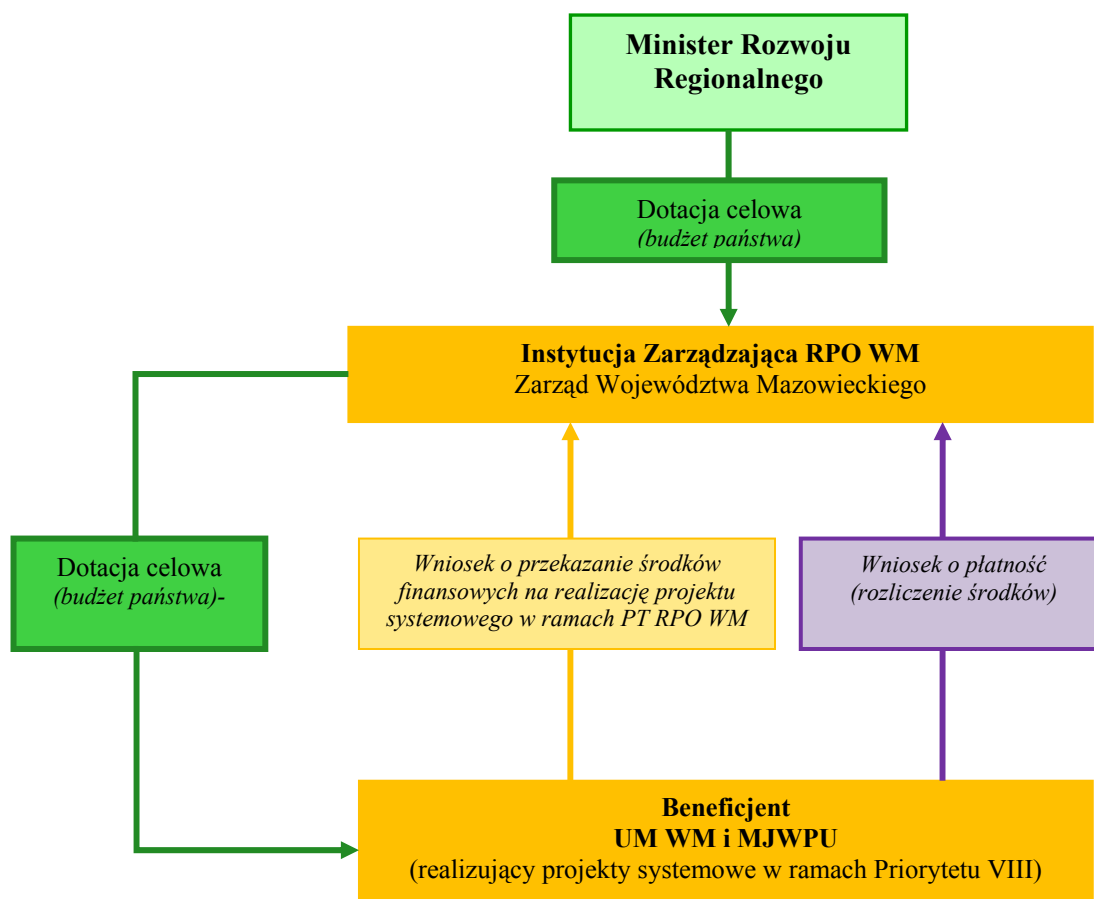 Minister Rozwoju
Regionalnego
Dotacja celowa
(budżet państwa)
Instytucja Zarządzająca RPO WM
Zarząd Województwa Mazowieckiego
Dotacja celowa
(budżet państwa)-
Wniosek o przekazanie środków
finansowych na realizację projektu
systemowego w ramach PT RPO WM
Wniosek o płatność
(rozliczenie środków)
Beneficjent
UM WM i MJWPU
(realizujący projekty systemowe w ramach Priorytetu VIII)